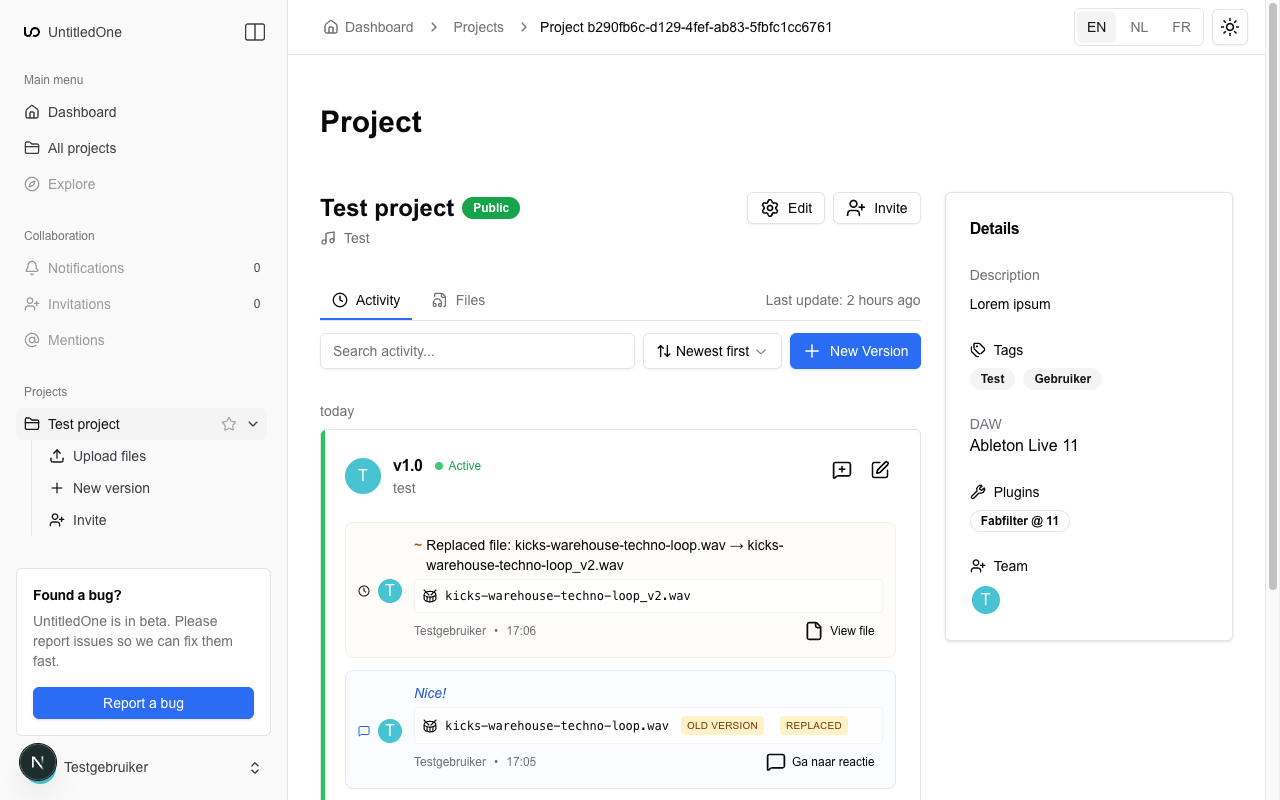 UntitledOne
Main menu
Dashboard
All projects
Explore
Collaboration
Notifications 0
Invitations 0
Mentions
Projects
Test project
Upload files
New version
Invite
Found a bug?
UntitledOne is in beta. Please
report issues so we can fix them
fast.
Report a bug
N Testgebruiker
Dashboard > Projects > Project b290fb6c-d129-4fef-ab83-5fbfc1cc6761
EN NL FR
Project
Test project Public
Edit Invite
Test
Activity Files Last update: 2 hours ago
Search activity... Newest first New Version
today
T v1.0 Active
test
~ Replaced file: kicks-warehouse-techno-loop.wav → kicks-
warehouse-techno-loop_v2.wav
T kicks-warehouse-techno-loop_v2.wav
Testgebruiker • 17:06 View file
Nice!
T kicks-warehouse-techno-loop.wav OLD VERSION REPLACED
Testgebruiker • 17:05 Ga naar reactie
Details
Description
Lorem ipsum
Tags
Test Gebruiker
DAW
Ableton Live 11
Plugins
Fabfilter @ 11
Team
T